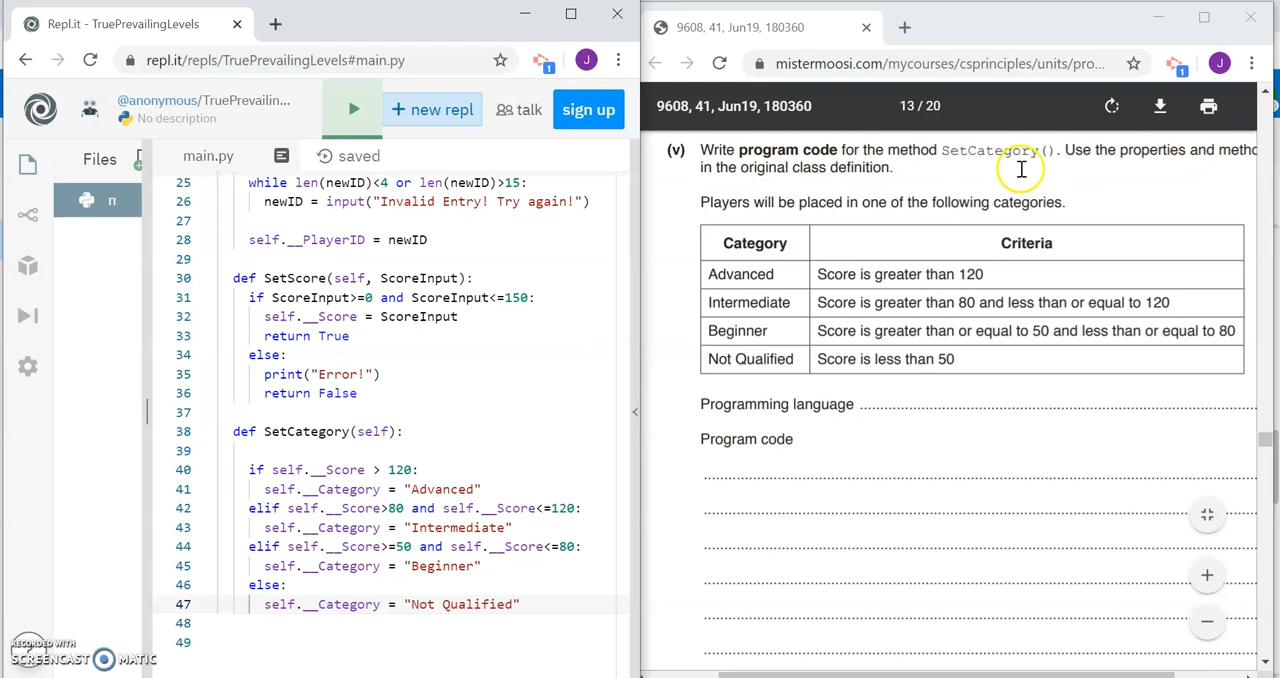 Repl.it - TruePrevailingLevels
repl.it/repls/TruePrevailingLevels#main.py
1
J
@anonymous/TruePrevailin...
No description
+ new repl
talk
sign up
Files
main.py
saved
25 while len(newID)<4 or len(newID)>15:
26 newID = input("Invalid Entry! Try again!")
27
28 self.__PlayerID = newID
29
30 def SetScore(self, ScoreInput):
31 if ScoreInput>=0 and ScoreInput<=150:
32 self.__Score = ScoreInput
33 return True
34 else:
35 print("Error!")
36 return False
37
38 def SetCategory(self):
39
40 if self.__Score > 120:
41 self.__Category = "Advanced"
42 elif self.__Score>80 and self.__Score<=120:
43 self.__Category = "Intermediate"
44 elif self.__Score>=50 and self.__Score<=80:
45 self.__Category = "Beginner"
46 else:
47 self.__Category = "Not Qualified"
48
49
RECORDED WITH
SCREENCAST MATIC
9608, 41, Jun19, 180360
mistermoosi.com/mycourses/csprinciples/units/pro...
1
J
9608, 41, Jun19, 180360 13 / 20
(v) Write program code for the method SetCategory(). Use the properties and metho
in the original class definition.
Players will be placed in one of the following categories.
Category Criteria
Advanced Score is greater than 120
Intermediate Score is greater than 80 and less than or equal to 120
Beginner Score is greater than or equal to 50 and less than or equal to 80
Not Qualified Score is less than 50
Programming language
Program code